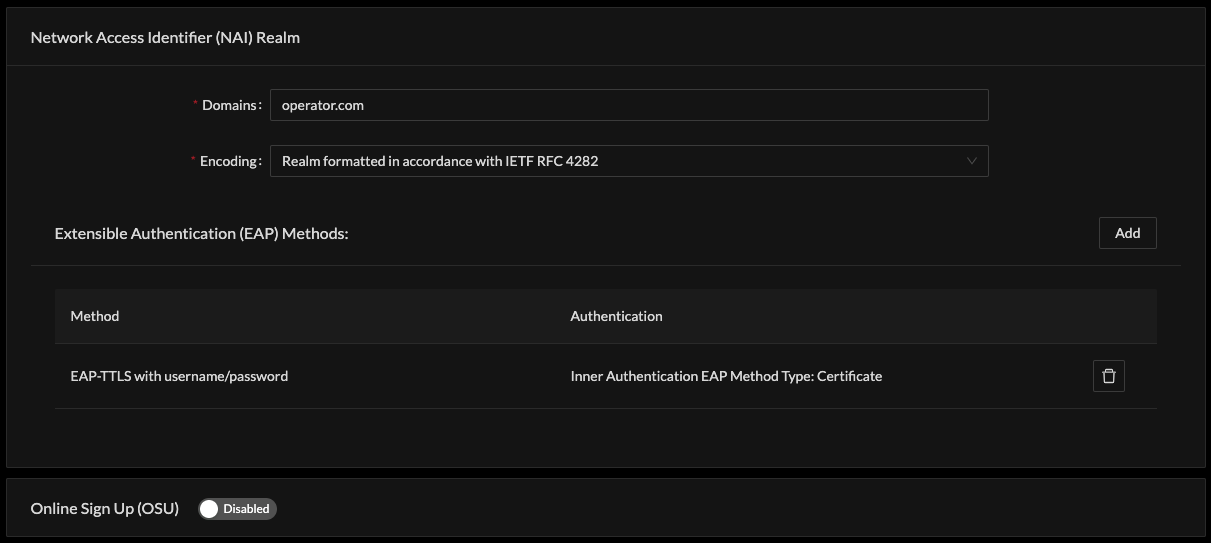 Network Access Identifier (NAI) Realm
* Domains: operator.com
* Encoding: Realm formatted in accordance with IETF RFC 4282
Extensible Authentication (EAP) Methods: Add
Method Authentication
EAP-TTLS with username/password Inner Authentication EAP Method Type: Certificate
Online Sign Up (OSU) Disabled